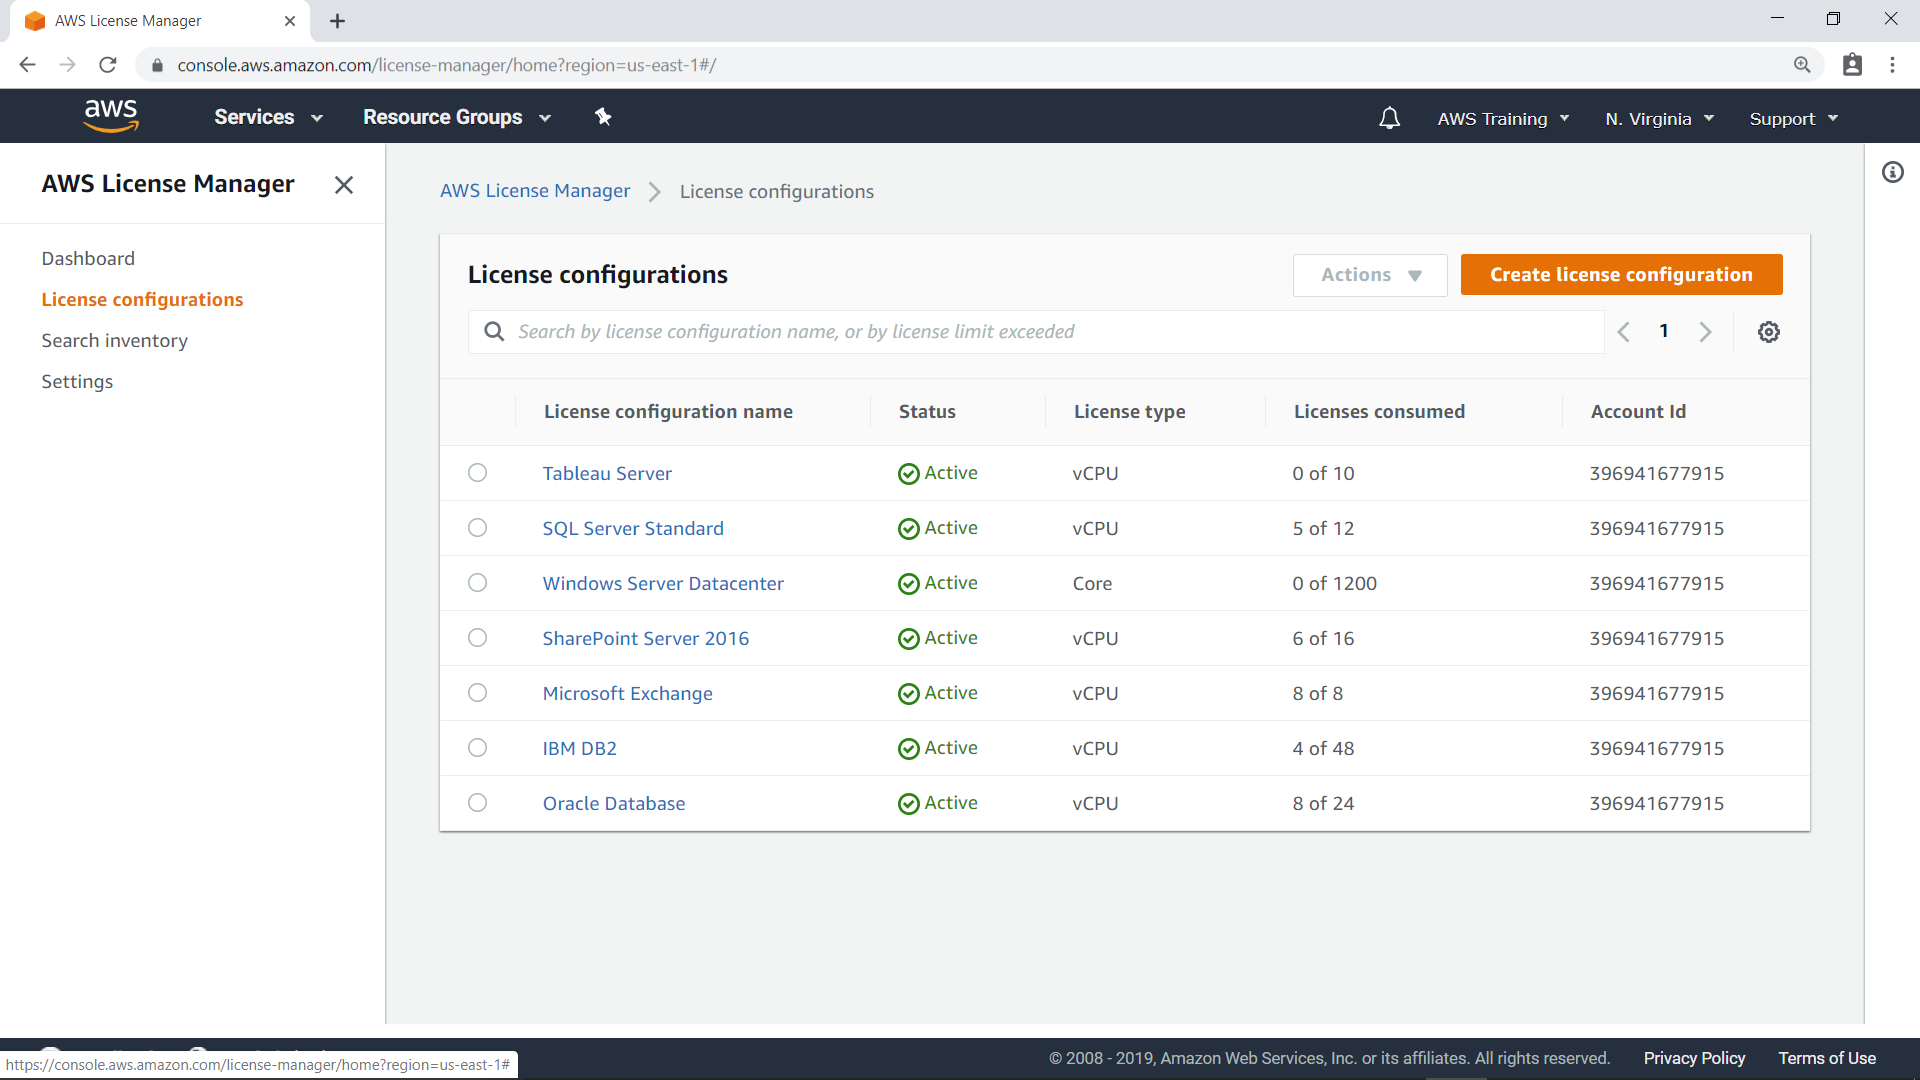 AWS License Manager
console.aws.amazon.com/license-manager/home?region=us-east-1#/
aws Services Resource Groups AWS Training N. Virginia Support
AWS License Manager
Dashboard
License configurations
Search inventory
Settings
AWS License Manager License configurations
License configurations Actions Create license configuration
Search by license configuration name, or by license limit exceeded 1
License configuration name Status License type Licenses consumed Account Id
Tableau Server Active vCPU 0 of 10 396941677915
SQL Server Standard Active vCPU 5 of 12 396941677915
Windows Server Datacenter Active Core 0 of 1200 396941677915
SharePoint Server 2016 Active vCPU 6 of 16 396941677915
Microsoft Exchange Active vCPU 8 of 8 396941677915
IBM DB2 Active vCPU 4 of 48 396941677915
Oracle Database Active vCPU 8 of 24 396941677915
© 2008 - 2019, Amazon Web Services, Inc. or its affiliates. All rights reserved. Privacy Policy Terms of Use
https://console.aws.amazon.com/license-manager/home?region=us-east-1#